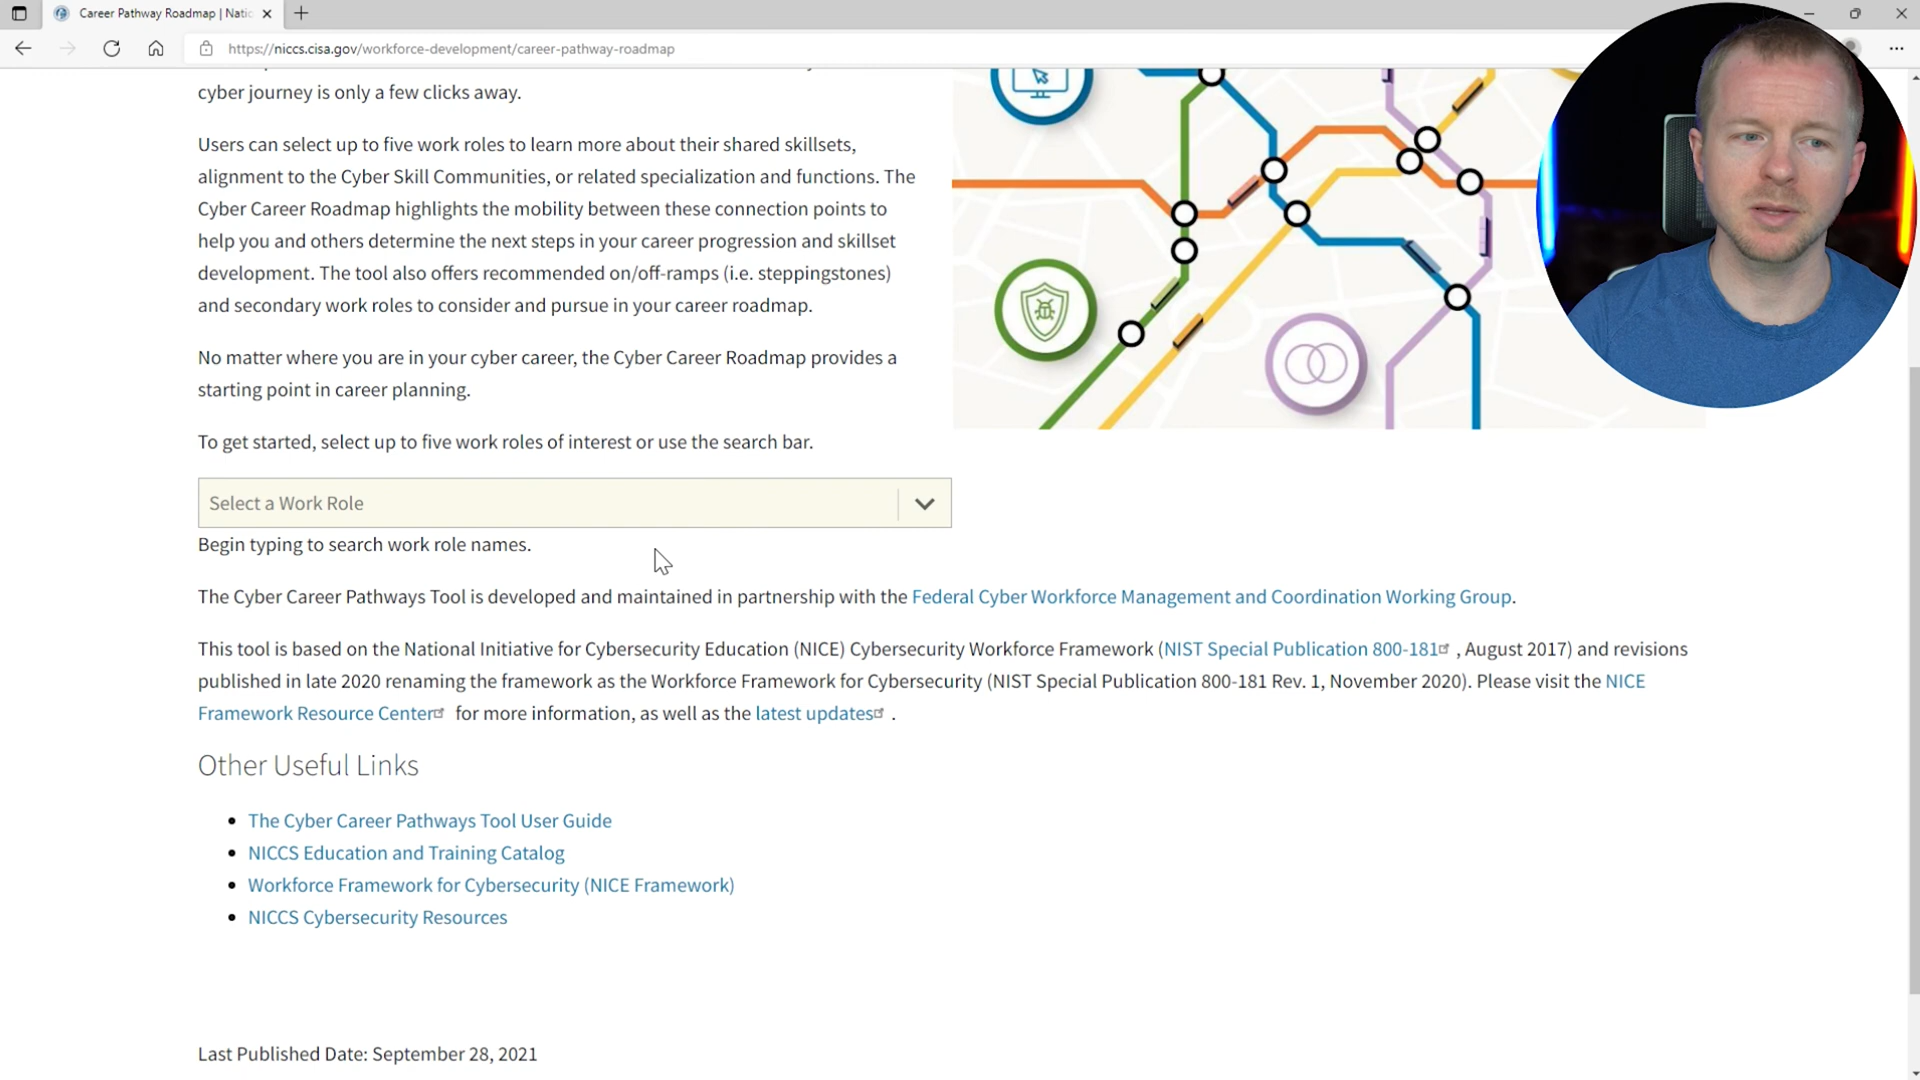 Career Pathway Roadmap | Natio
https://niccs.cisa.gov/workforce-development/career-pathway-roadmap
cyber journey is only a few clicks away.
Users can select up to five work roles to learn more about their shared skillsets,
alignment to the Cyber Skill Communities, or related specialization and functions. The
Cyber Career Roadmap highlights the mobility between these connection points to
help you and others determine the next steps in your career progression and skillset
development. The tool also offers recommended on/off-ramps (i.e. steppingstones)
and secondary work roles to consider and pursue in your career roadmap.
No matter where you are in your cyber career, the Cyber Career Roadmap provides a
starting point in career planning.
To get started, select up to five work roles of interest or use the search bar.
Select a Work Role
Begin typing to search work role names.
The Cyber Career Pathways Tool is developed and maintained in partnership with the Federal Cyber Workforce Management and Coordination Working Group.
This tool is based on the National Initiative for Cybersecurity Education (NICE) Cybersecurity Workforce Framework (NIST Special Publication 800-181 , August 2017) and revisions
published in late 2020 renaming the framework as the Workforce Framework for Cybersecurity (NIST Special Publication 800-181 Rev. 1, November 2020). Please visit the NICE
Framework Resource Center for more information, as well as the latest updates .
Other Useful Links
The Cyber Career Pathways Tool User Guide
NICCS Education and Training Catalog
Workforce Framework for Cybersecurity (NICE Framework)
NICCS Cybersecurity Resources
Last Published Date: September 28, 2021